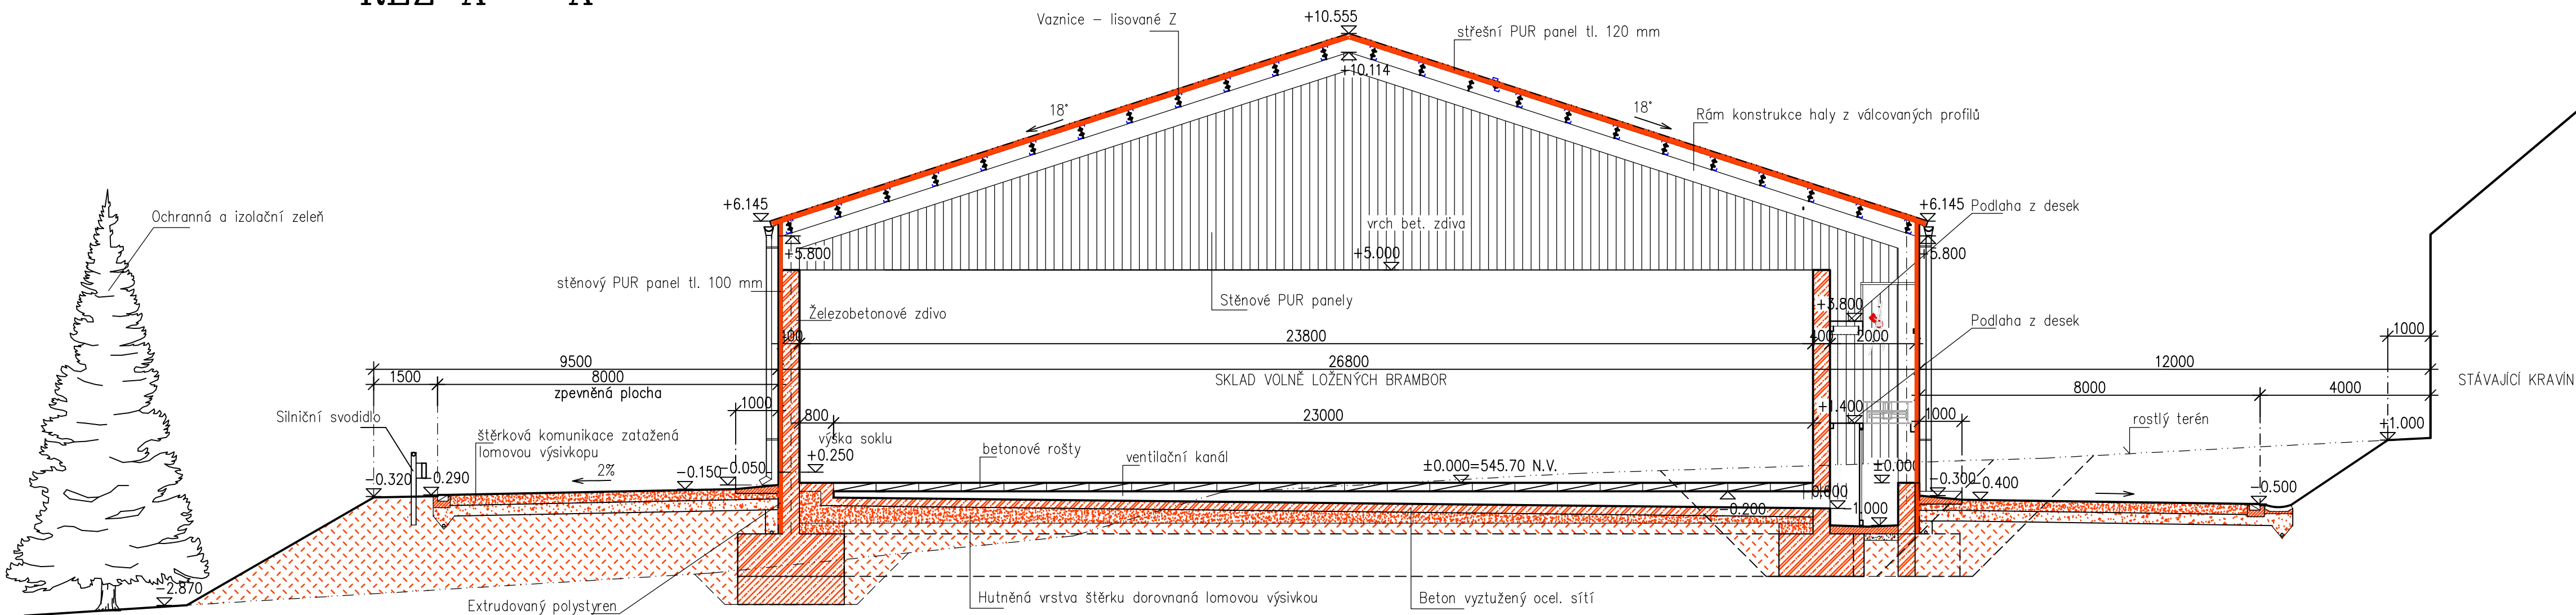 ŘEZ A - A
Vaznice – lisované Z
+10.555
střešní PUR panel tl. 120 mm
+10.114
18°
18°
Rám konstrukce haly z válcovaných profilů
Ochranná a izolační zeleň
+6.145
+6.145
Podlaha z desek
vrch bet. zdiva
+5.800
+5.000
+5.800
stěnový PUR panel tl. 100 mm
Stěnové PUR panely
+3.800
Železobetonové zdivo
Podlaha z desek
400
23800
400
2000
1000
9500
26800
12000
1500
8000
SKLAD VOLNĚ LOŽENÝCH BRAMBOR
8000
4000
STÁVAJÍCÍ KRAVÍN
zpevněná plocha
Silniční svodidlo
1000
800
23000
+1.400
1000
rostlý terén
+1.000
štěrková komunikace zatažená
lomovou výsivkopu
výška soklu
+0.250
betonové rošty
ventilační kanál
±0.000=545.70 N.V.
±0.000
2%
-0.320
-0.290
-0.150
-0.050
-0.300
-0.400
-0.500
-0.200
-1.000
-2.870
Extrudovaný polystyren
Hutněná vrstva štěrku dorovnaná lomovou výsivkou
Beton vyztužený ocel. sítí